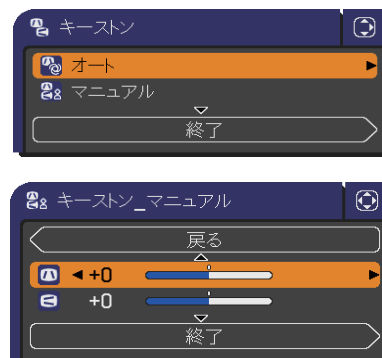 キーストン
オート
マニュアル
終了
キーストン_マニュアル
戻る
+0
+0
終了